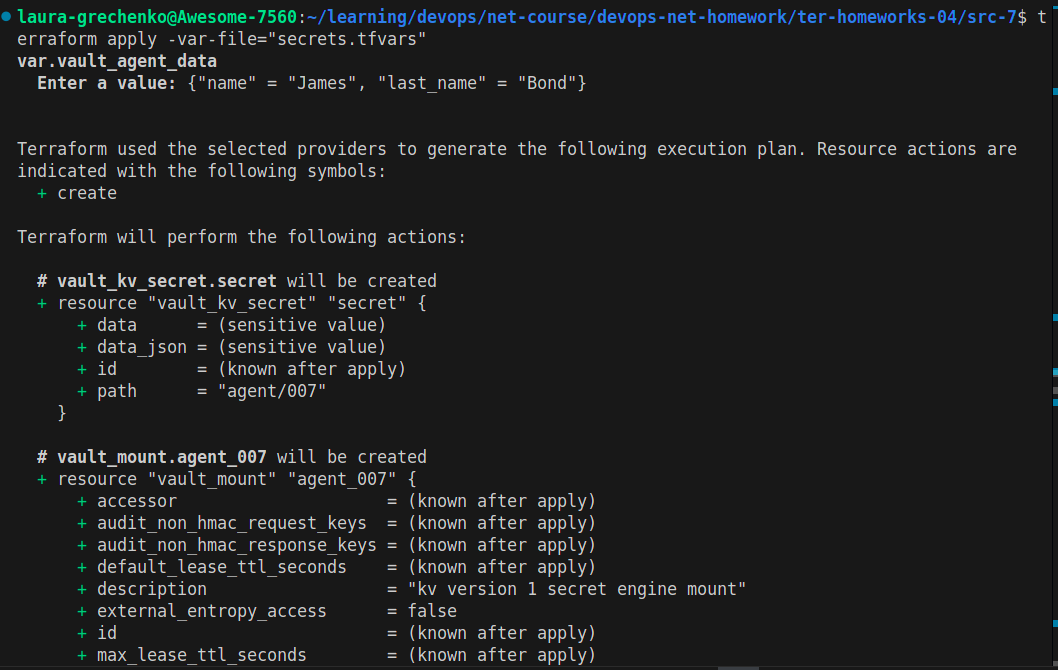 laura-grechenko@Awesome-7560:~/learning/devops/net-course/devops-net-homework/ter-homeworks-04/src-7$ t
erraform apply -var-file="secrets.tfvars"
var.vault_agent_data
  Enter a value: {"name" = "James", "last_name" = "Bond"}

Terraform used the selected providers to generate the following execution plan. Resource actions are
indicated with the following symbols:
  + create

Terraform will perform the following actions:

  # vault_kv_secret.secret will be created
  + resource "vault_kv_secret" "secret" {
      + data      = (sensitive value)
      + data_json = (sensitive value)
      + id        = (known after apply)
      + path      = "agent/007"
    }

  # vault_mount.agent_007 will be created
  + resource "vault_mount" "agent_007" {
      + accessor                     = (known after apply)
      + audit_non_hmac_request_keys  = (known after apply)
      + audit_non_hmac_response_keys = (known after apply)
      + default_lease_ttl_seconds    = (known after apply)
      + description                  = "kv version 1 secret engine mount"
      + external_entropy_access      = false
      + id                           = (known after apply)
      + max_lease_ttl_seconds        = (known after apply)